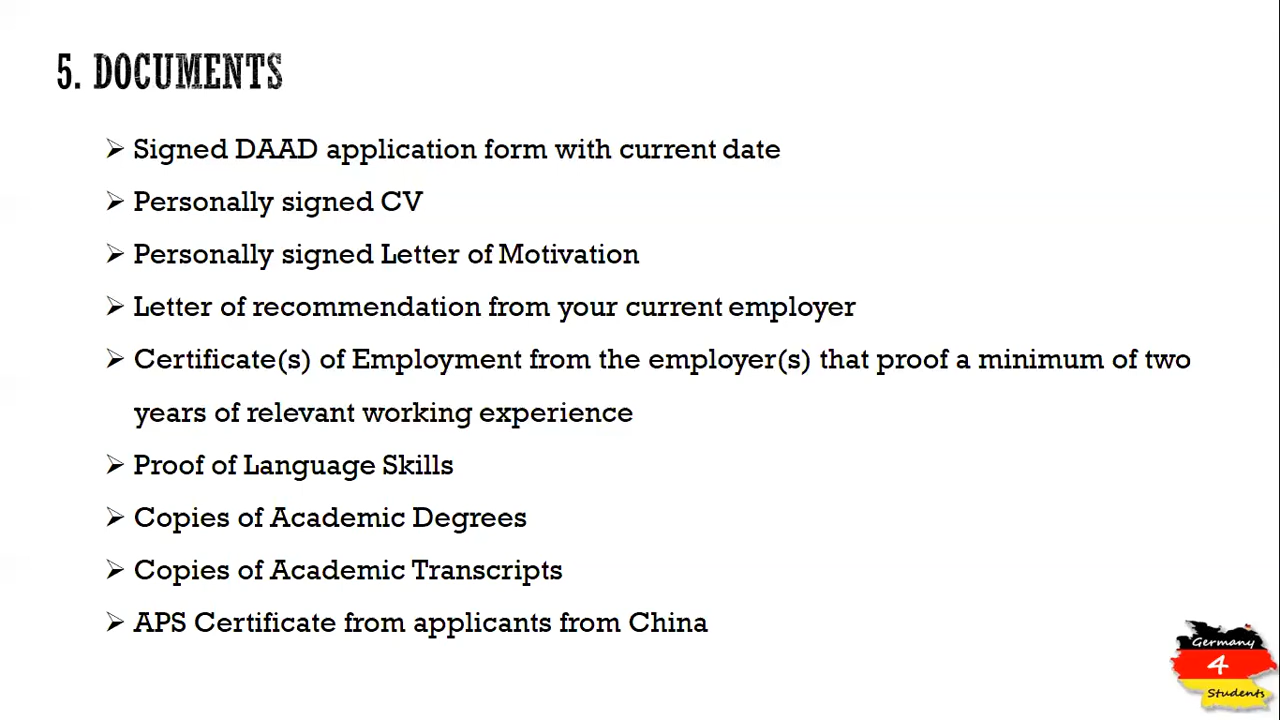 5. DOCUMENTS
➢ Signed DAAD application form with current date
➢ Personally signed CV
➢ Personally signed Letter of Motivation
➢ Letter of recommendation from your current employer
➢ Certificate(s) of Employment from the employer(s) that proof a minimum of two
years of relevant working experience
➢ Proof of Language Skills
➢ Copies of Academic Degrees
➢ Copies of Academic Transcripts
➢ APS Certificate from applicants from China
Germany
4
Students